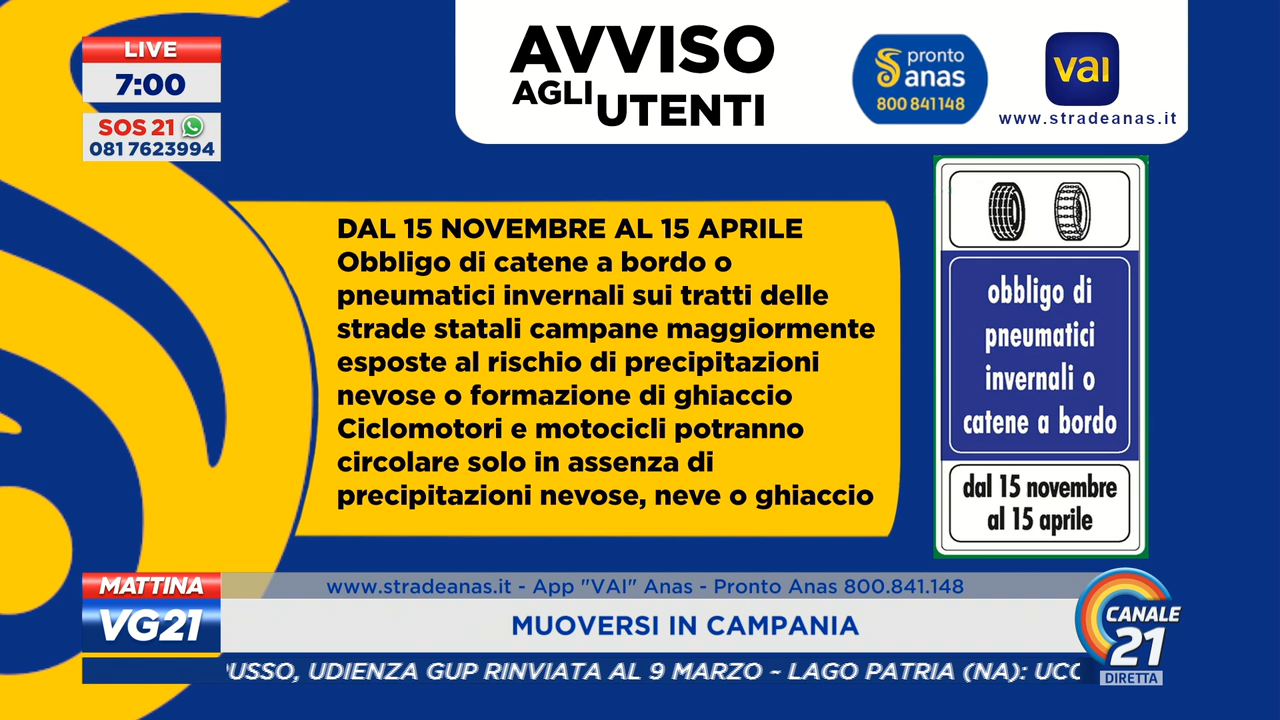 LIVE
7:00
SOS 21
081 7623994
AVVISO
AGLI UTENTI
pronto
anas
800 841148
VAI
www.stradeanas.it
DAL 15 NOVEMBRE AL 15 APRILE
Obbligo di catene a bordo o
pneumatici invernali sui tratti delle
strade statali campane maggiormente
esposte al rischio di precipitazioni
nevose o formazione di ghiaccio
Ciclomotori e motocicli potranno
circolare solo in assenza di
precipitazioni nevose, neve o ghiaccio
obbligo di
pneumatici
invernali o
catene a bordo
dal 15 novembre
al 15 aprile
MATTINA
VG21
www.stradeanas.it - App "VAI" Anas - Pronto Anas 800.841.148
MUOVERSI IN CAMPANIA
USSO, UDIENZA GUP RINVIATA AL 9 MARZO ~ LAGO PATRIA (NA): UCC
CANALE
21
DIRETTA